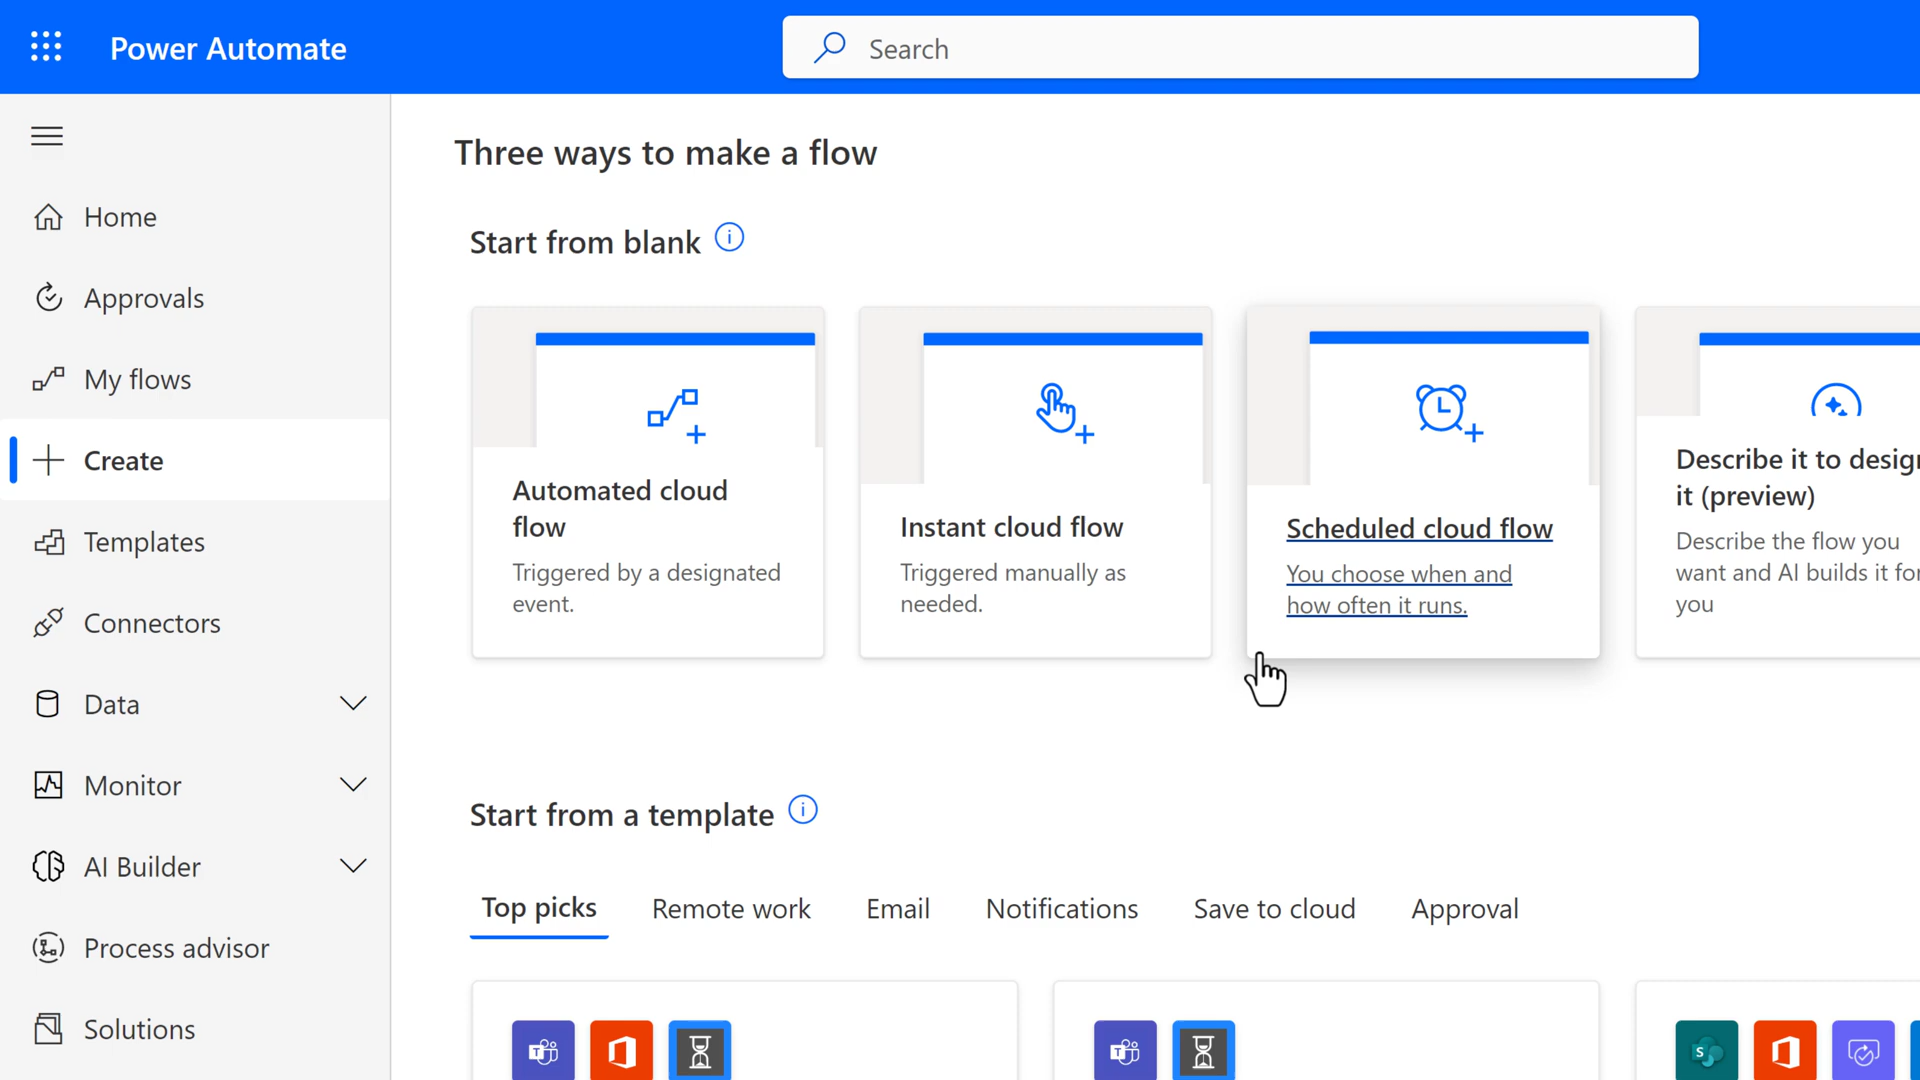 Power Automate
Search
Home
Approvals
My flows
Create
Templates
Connectors
Data
Monitor
AI Builder
Process advisor
Solutions
Three ways to make a flow
Start from blank
Automated cloud
flow
Triggered by a designated
event.
Instant cloud flow
Triggered manually as
needed.
Scheduled cloud flow
You choose when and
how often it runs.
Describe it to design
it (preview)
Describe the flow you
want and AI builds it for
you
Start from a template
Top picks
Remote work
Email
Notifications
Save to cloud
Approval